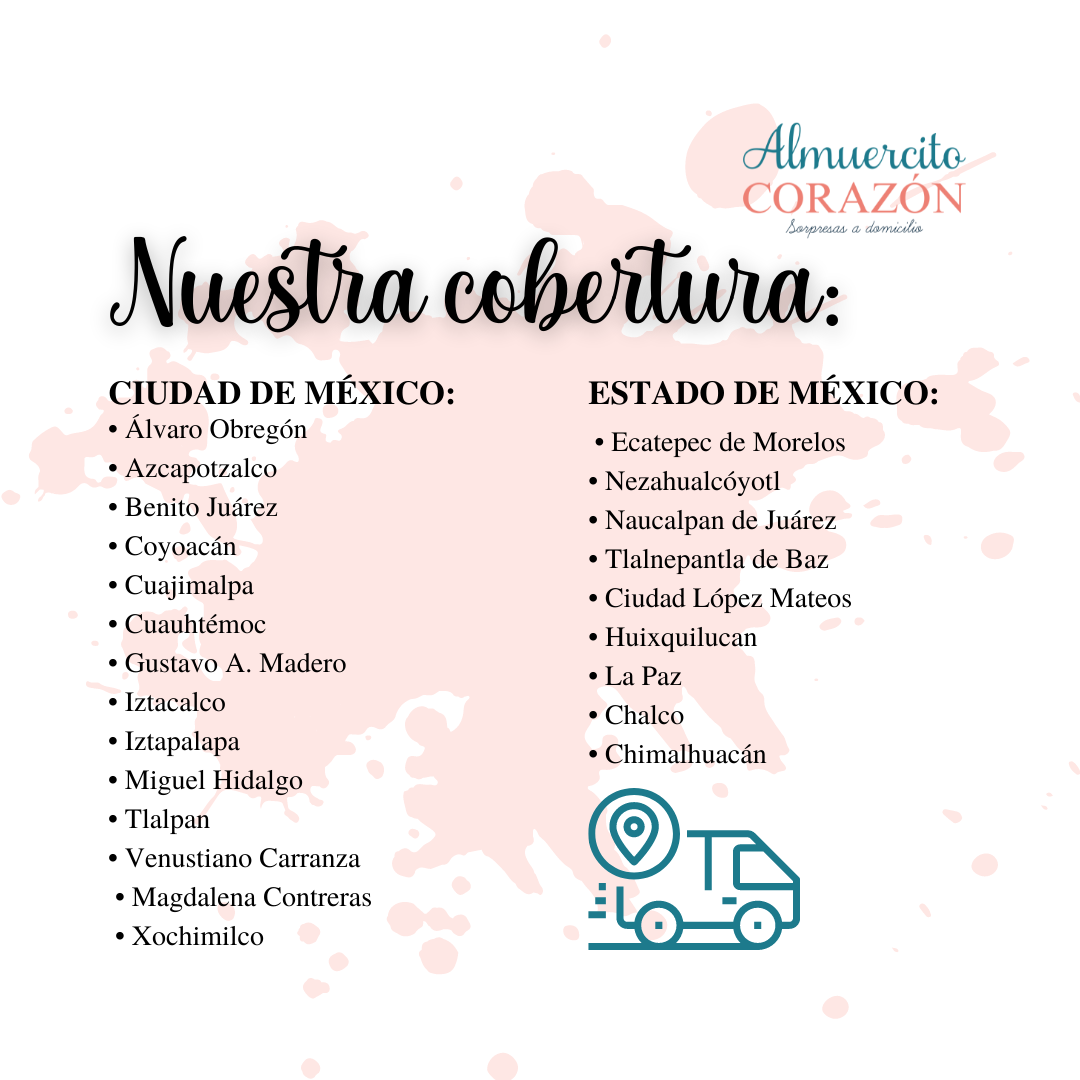 Almuercito
CORAZÓN
Sorpresas a domicilio
Nuestra cobertura:
CIUDAD DE MÉXICO:
• Álvaro Obregón
• Azcapotzalco
• Benito Juárez
• Coyoacán
• Cuajimalpa
• Cuauhtémoc
• Gustavo A. Madero
• Iztacalco
• Iztapalapa
• Miguel Hidalgo
• Tlalpan
• Venustiano Carranza
• Magdalena Contreras
• Xochimilco
ESTADO DE MÉXICO:
• Ecatepec de Morelos
• Nezahualcóyotl
• Naucalpan de Juárez
• Tlalnepantla de Baz
• Ciudad López Mateos
• Huixquilucan
• La Paz
• Chalco
• Chimalhuacán